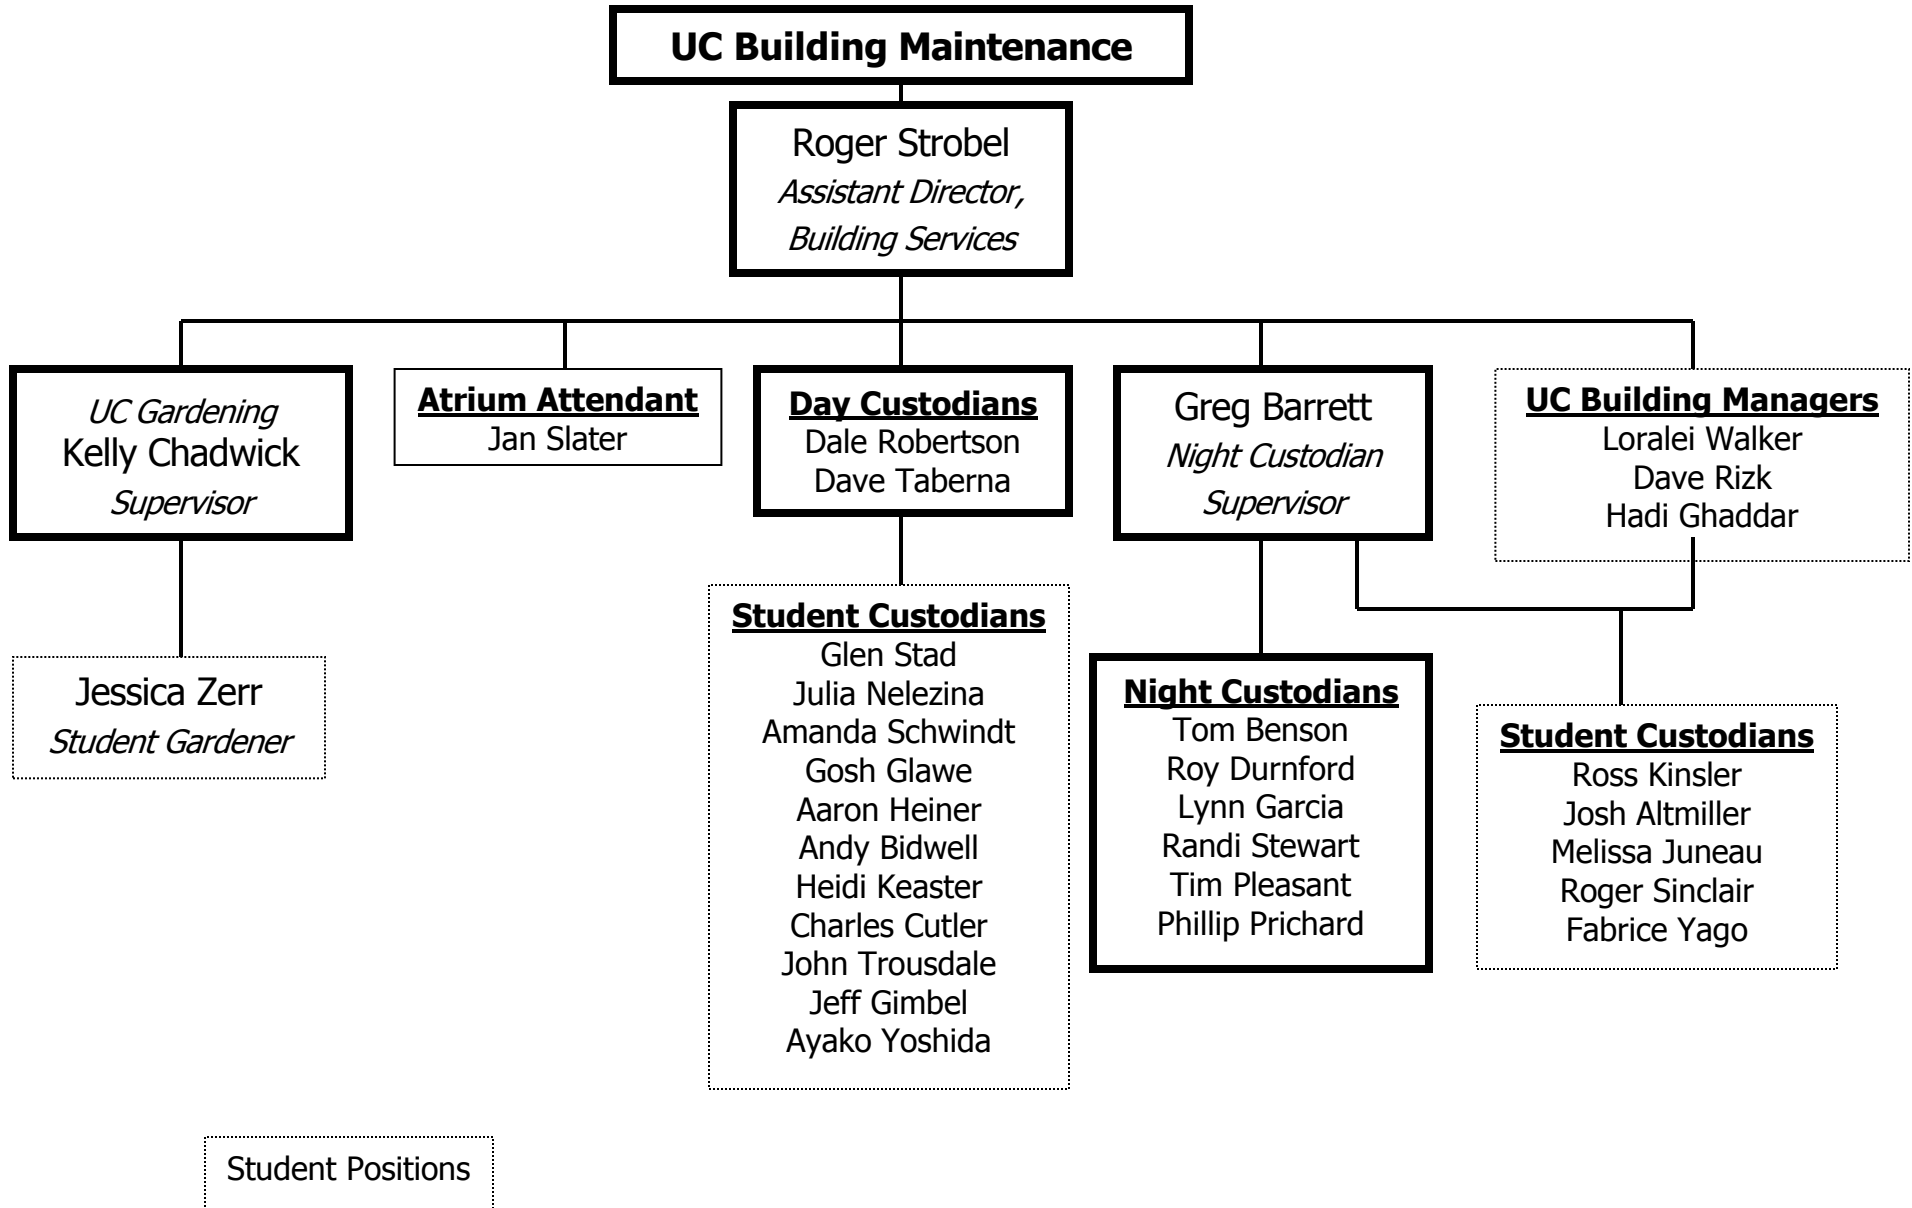 UC Building Maintenance
Roger Strobel
Assistant Director,
Building Services
UC Gardening
Kelly Chadwick
Supervisor
Atrium Attendant
Jan Slater
Day Custodians
Dale Robertson
Dave Taberna
Greg Barrett
Night Custodian
Supervisor
UC Building Managers
Loralei Walker
Dave Rizk
Hadi Ghaddar
Jessica Zerr
Student Gardener
Student Custodians
Glen Stad
Julia Nelezina
Amanda Schwindt
Gosh Glawe
Aaron Heiner
Andy Bidwell
Heidi Keaster
Charles Cutler
John Trousdale
Jeff Gimbel
Ayako Yoshida
Night Custodians
Tom Benson
Roy Durnford
Lynn Garcia
Randi Stewart
Tim Pleasant
Phillip Prichard
Student Custodians
Ross Kinsler
Josh Altmiller
Melissa Juneau
Roger Sinclair
Fabrice Yago
Student Positions